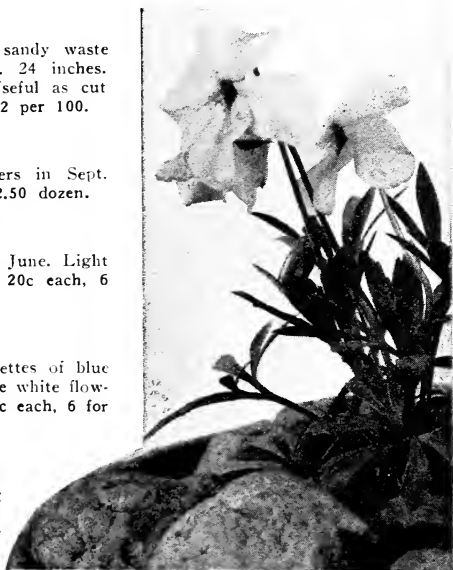 sandy waste
. 24 inches.
seful as cut
2 per 100.
ers in Sept.
2.50 dozen.
June. Light
20c each, 6
ettes of blue
e white flow-
c each, 6 for